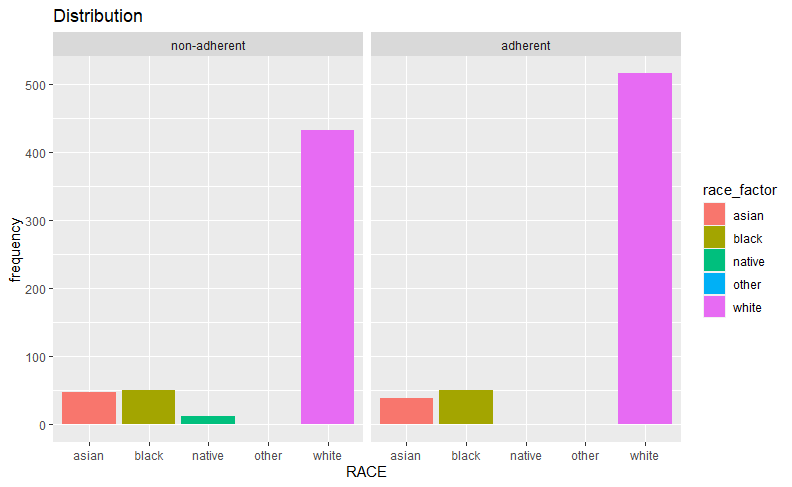 Distribution
non-adherent
adherent
frequency
500
400
300
200
100
0
asian
black
native
other
white
asian
black
native
other
white
RACE
race_factor
asian
black
native
other
white